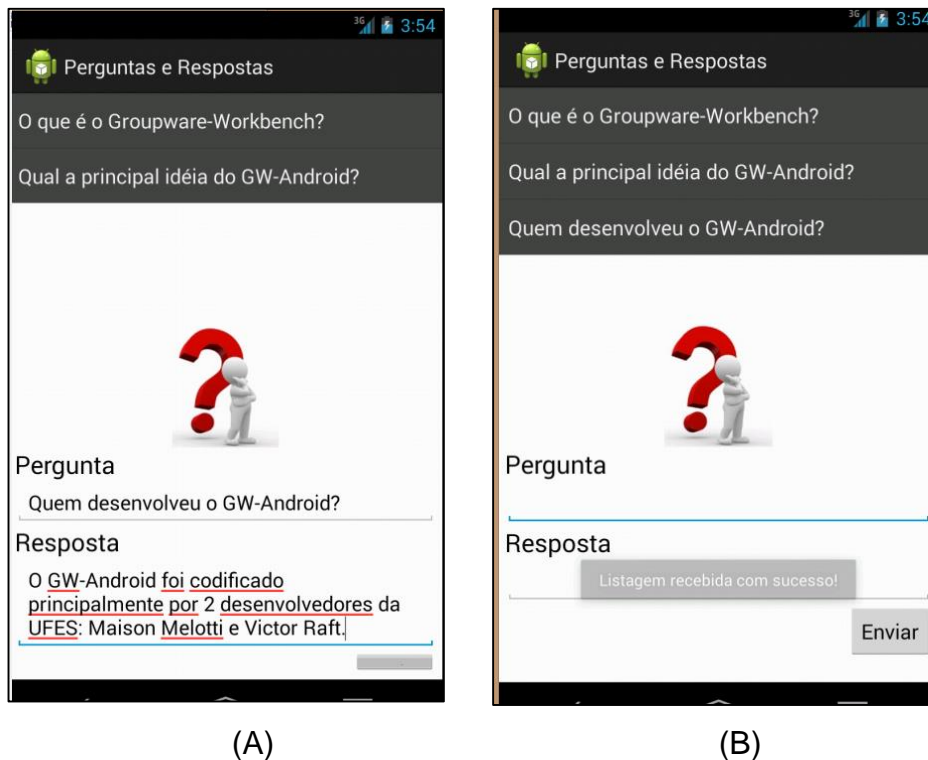 3G 3:54
Perguntas e Respostas
O que é o Groupware-Workbench?
Qual a principal idéia do GW-Android?
Pergunta
Quem desenvolveu o GW-Android?
Resposta
O GW-Android foi codificado
principalmente por 2 desenvolvedores da
UFES: Maison Melotti e Victor Raft.
(A)
3G 3:54
Perguntas e Respostas
O que é o Groupware-Workbench?
Qual a principal idéia do GW-Android?
Quem desenvolveu o GW-Android?
Pergunta
Resposta
Listagem recebida com sucesso!
Enviar
(B)